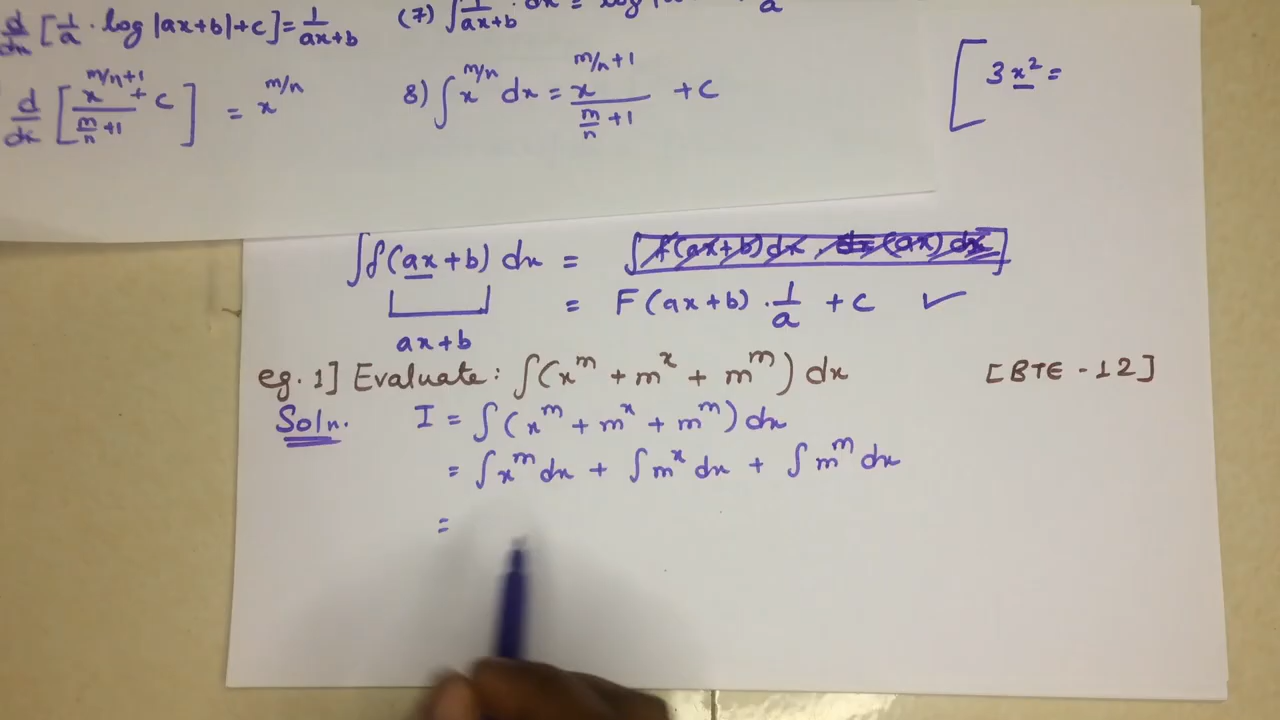 d/dx [1/a · log |ax+b| + c] = 1/ax+b
(7) ∫ 1/ax+b · dx =
d/dx [x^(m/n+1) / (m/n + 1) + c] = x^(m/n)
8) ∫ x^(m/n) dx = x^(m/n+1) / (m/n + 1) + c
[ 3x² =
∫f(ax+b) dx =
ax+b
= F(ax+b) · 1/a + c ✓
eg. 1] Evaluate : ∫(x^m + m^x + m^m) dx [BTE - 12]
Soln. I = ∫(x^m + m^x + m^m) dx
= ∫x^m dx + ∫m^x dx + ∫m^m dx
=